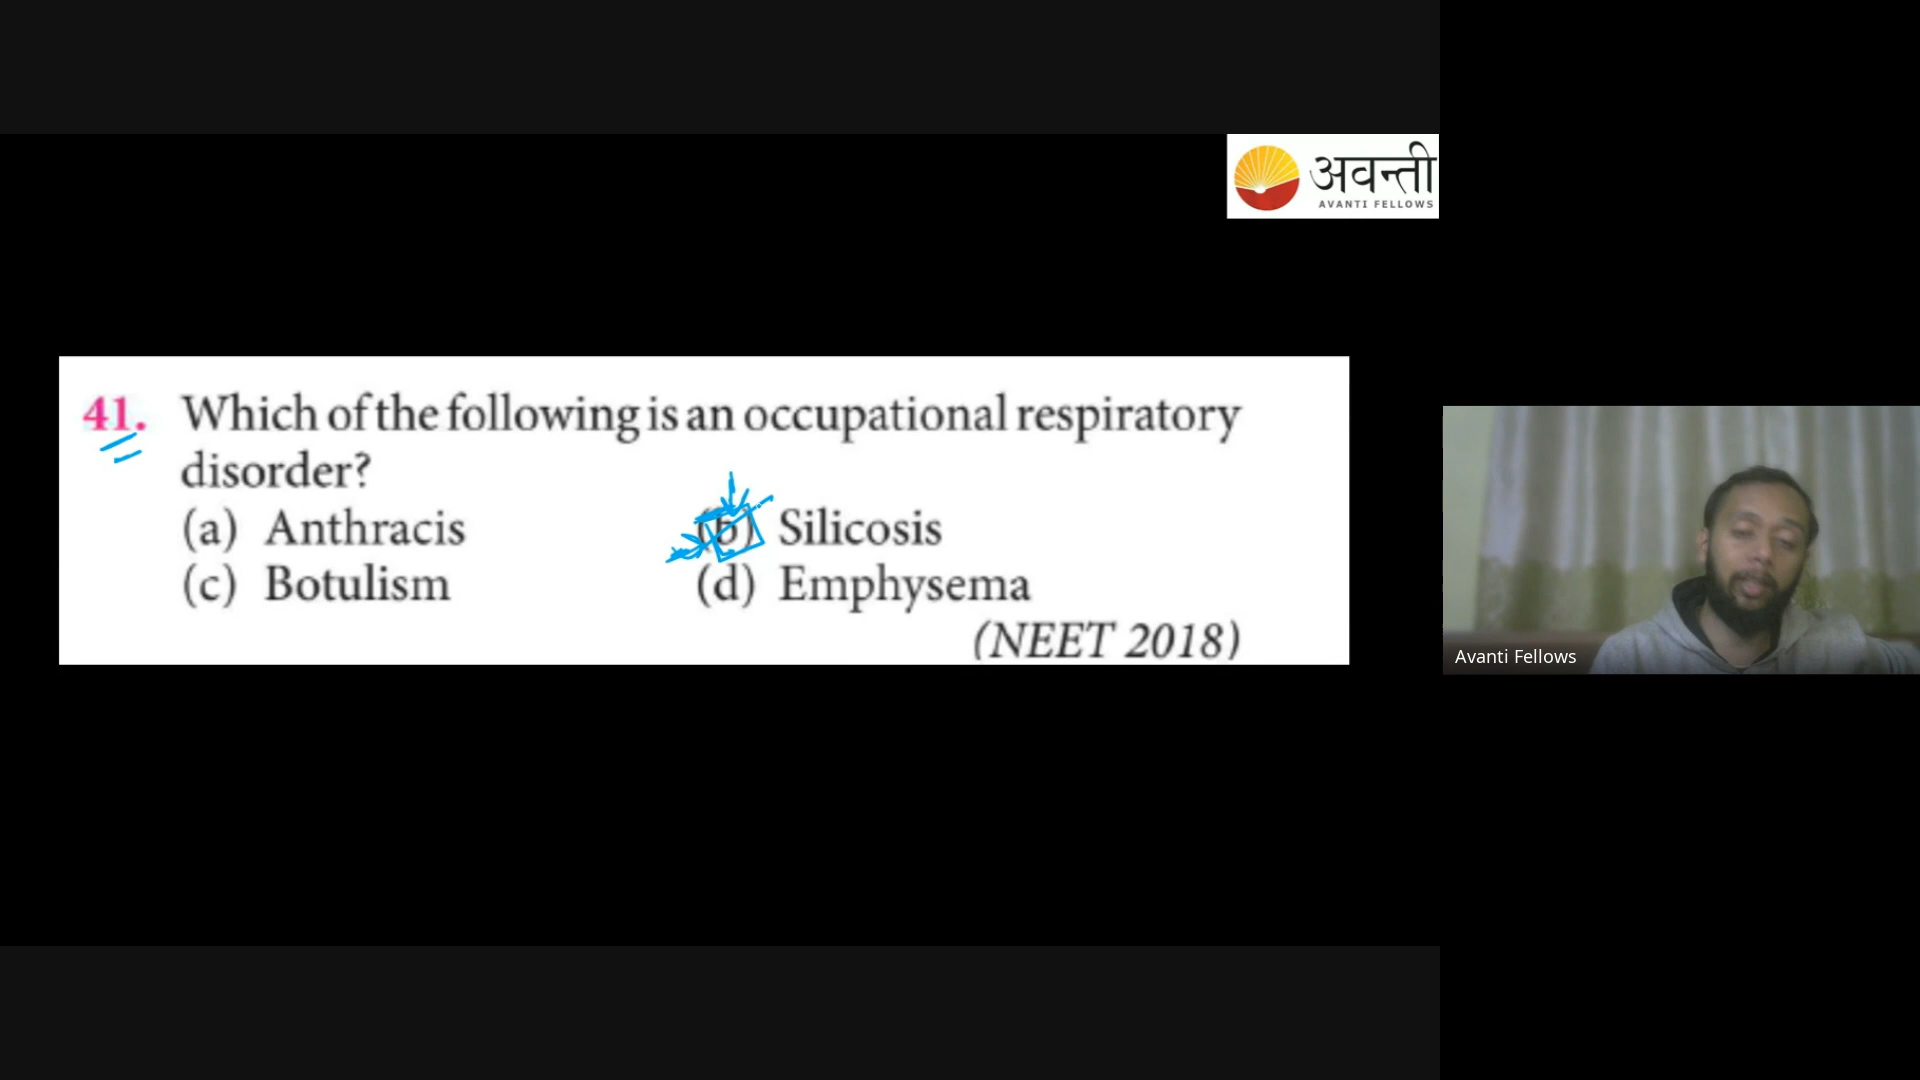 अवन्ती
AVANTI FELLOWS
41. Which of the following is an occupational respiratory
disorder?
(a) Anthracis (b) Silicosis
(c) Botulism (d) Emphysema
(NEET 2018)
Avanti Fellows